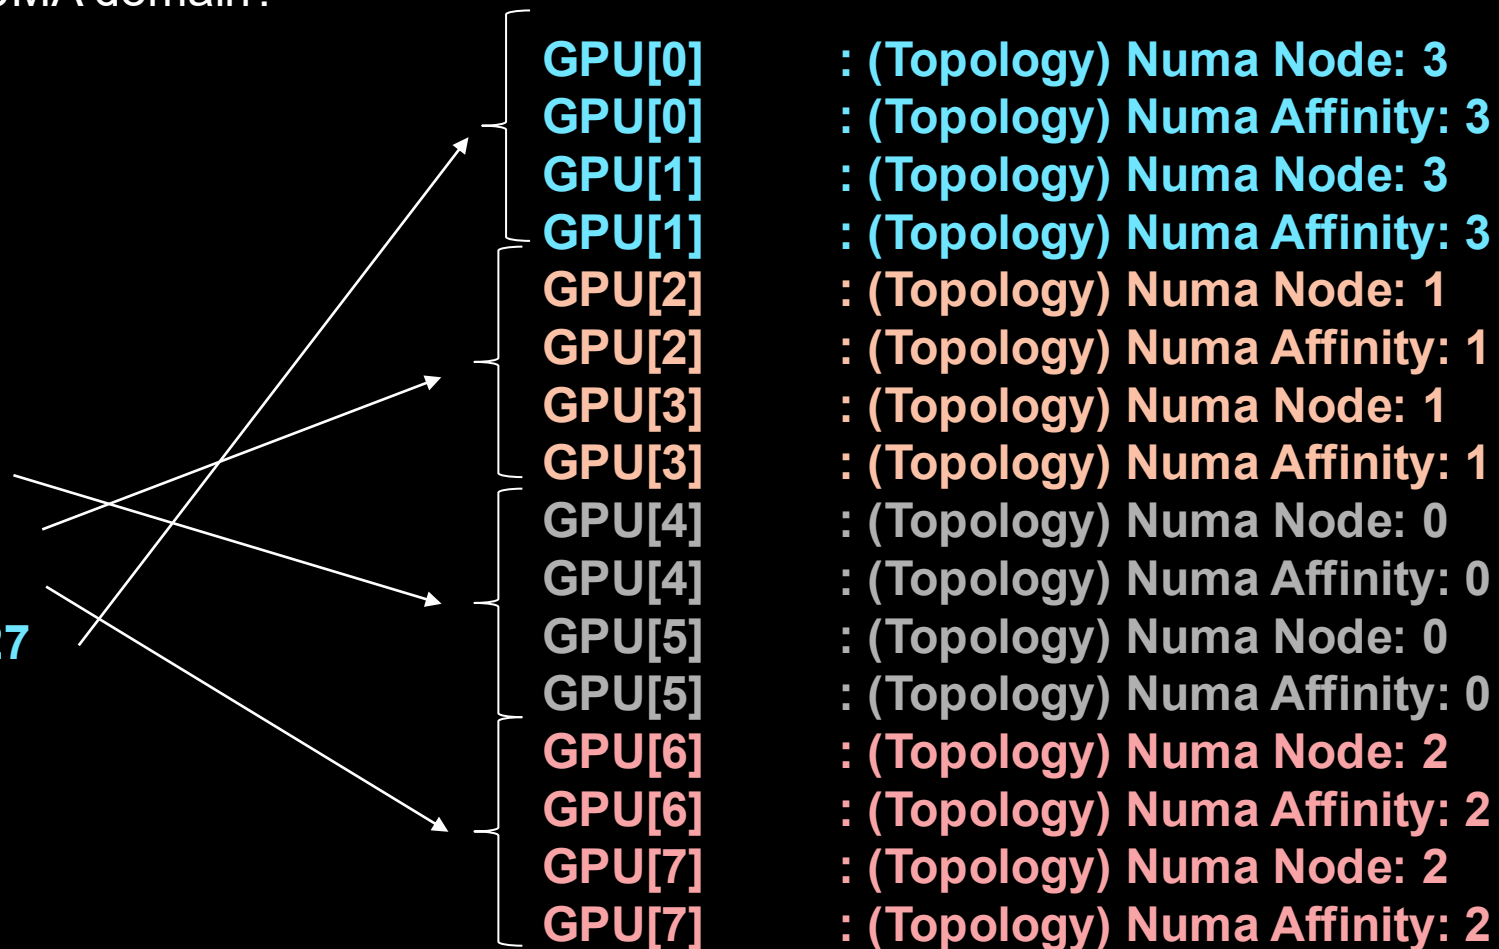 domain?
GPU[0] : (Topology) Numa Node: 3
GPU[0] : (Topology) Numa Affinity: 3
GPU[1] : (Topology) Numa Node: 3
GPU[1] : (Topology) Numa Affinity: 3
GPU[2] : (Topology) Numa Node: 1
GPU[2] : (Topology) Numa Affinity: 1
GPU[3] : (Topology) Numa Node: 1
GPU[3] : (Topology) Numa Affinity: 1
GPU[4] : (Topology) Numa Node: 0
GPU[4] : (Topology) Numa Affinity: 0
27 GPU[5] : (Topology) Numa Node: 0
GPU[5] : (Topology) Numa Affinity: 0
GPU[6] : (Topology) Numa Node: 2
GPU[6] : (Topology) Numa Affinity: 2
GPU[7] : (Topology) Numa Node: 2
GPU[7] : (Topology) Numa Affinity: 2